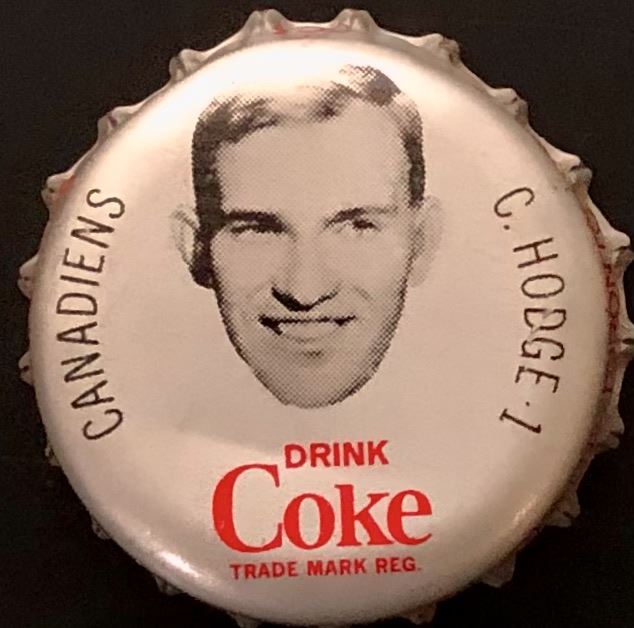 CANADIENS
C. HODGE · 1
DRINK
Coke
TRADE MARK REG.